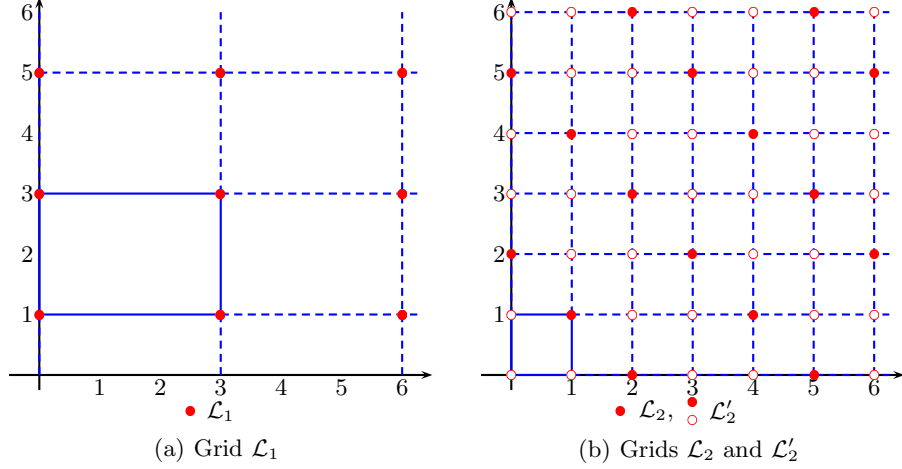 6 6
5 5
4 4
3 3
2 2
1 1
1 2 3 4 5 6 1 2 3 4 5 6
ℒ₁ ℒ₂, ℒ′₂
(a) Grid ℒ₁ (b) Grids ℒ₂ and ℒ′₂